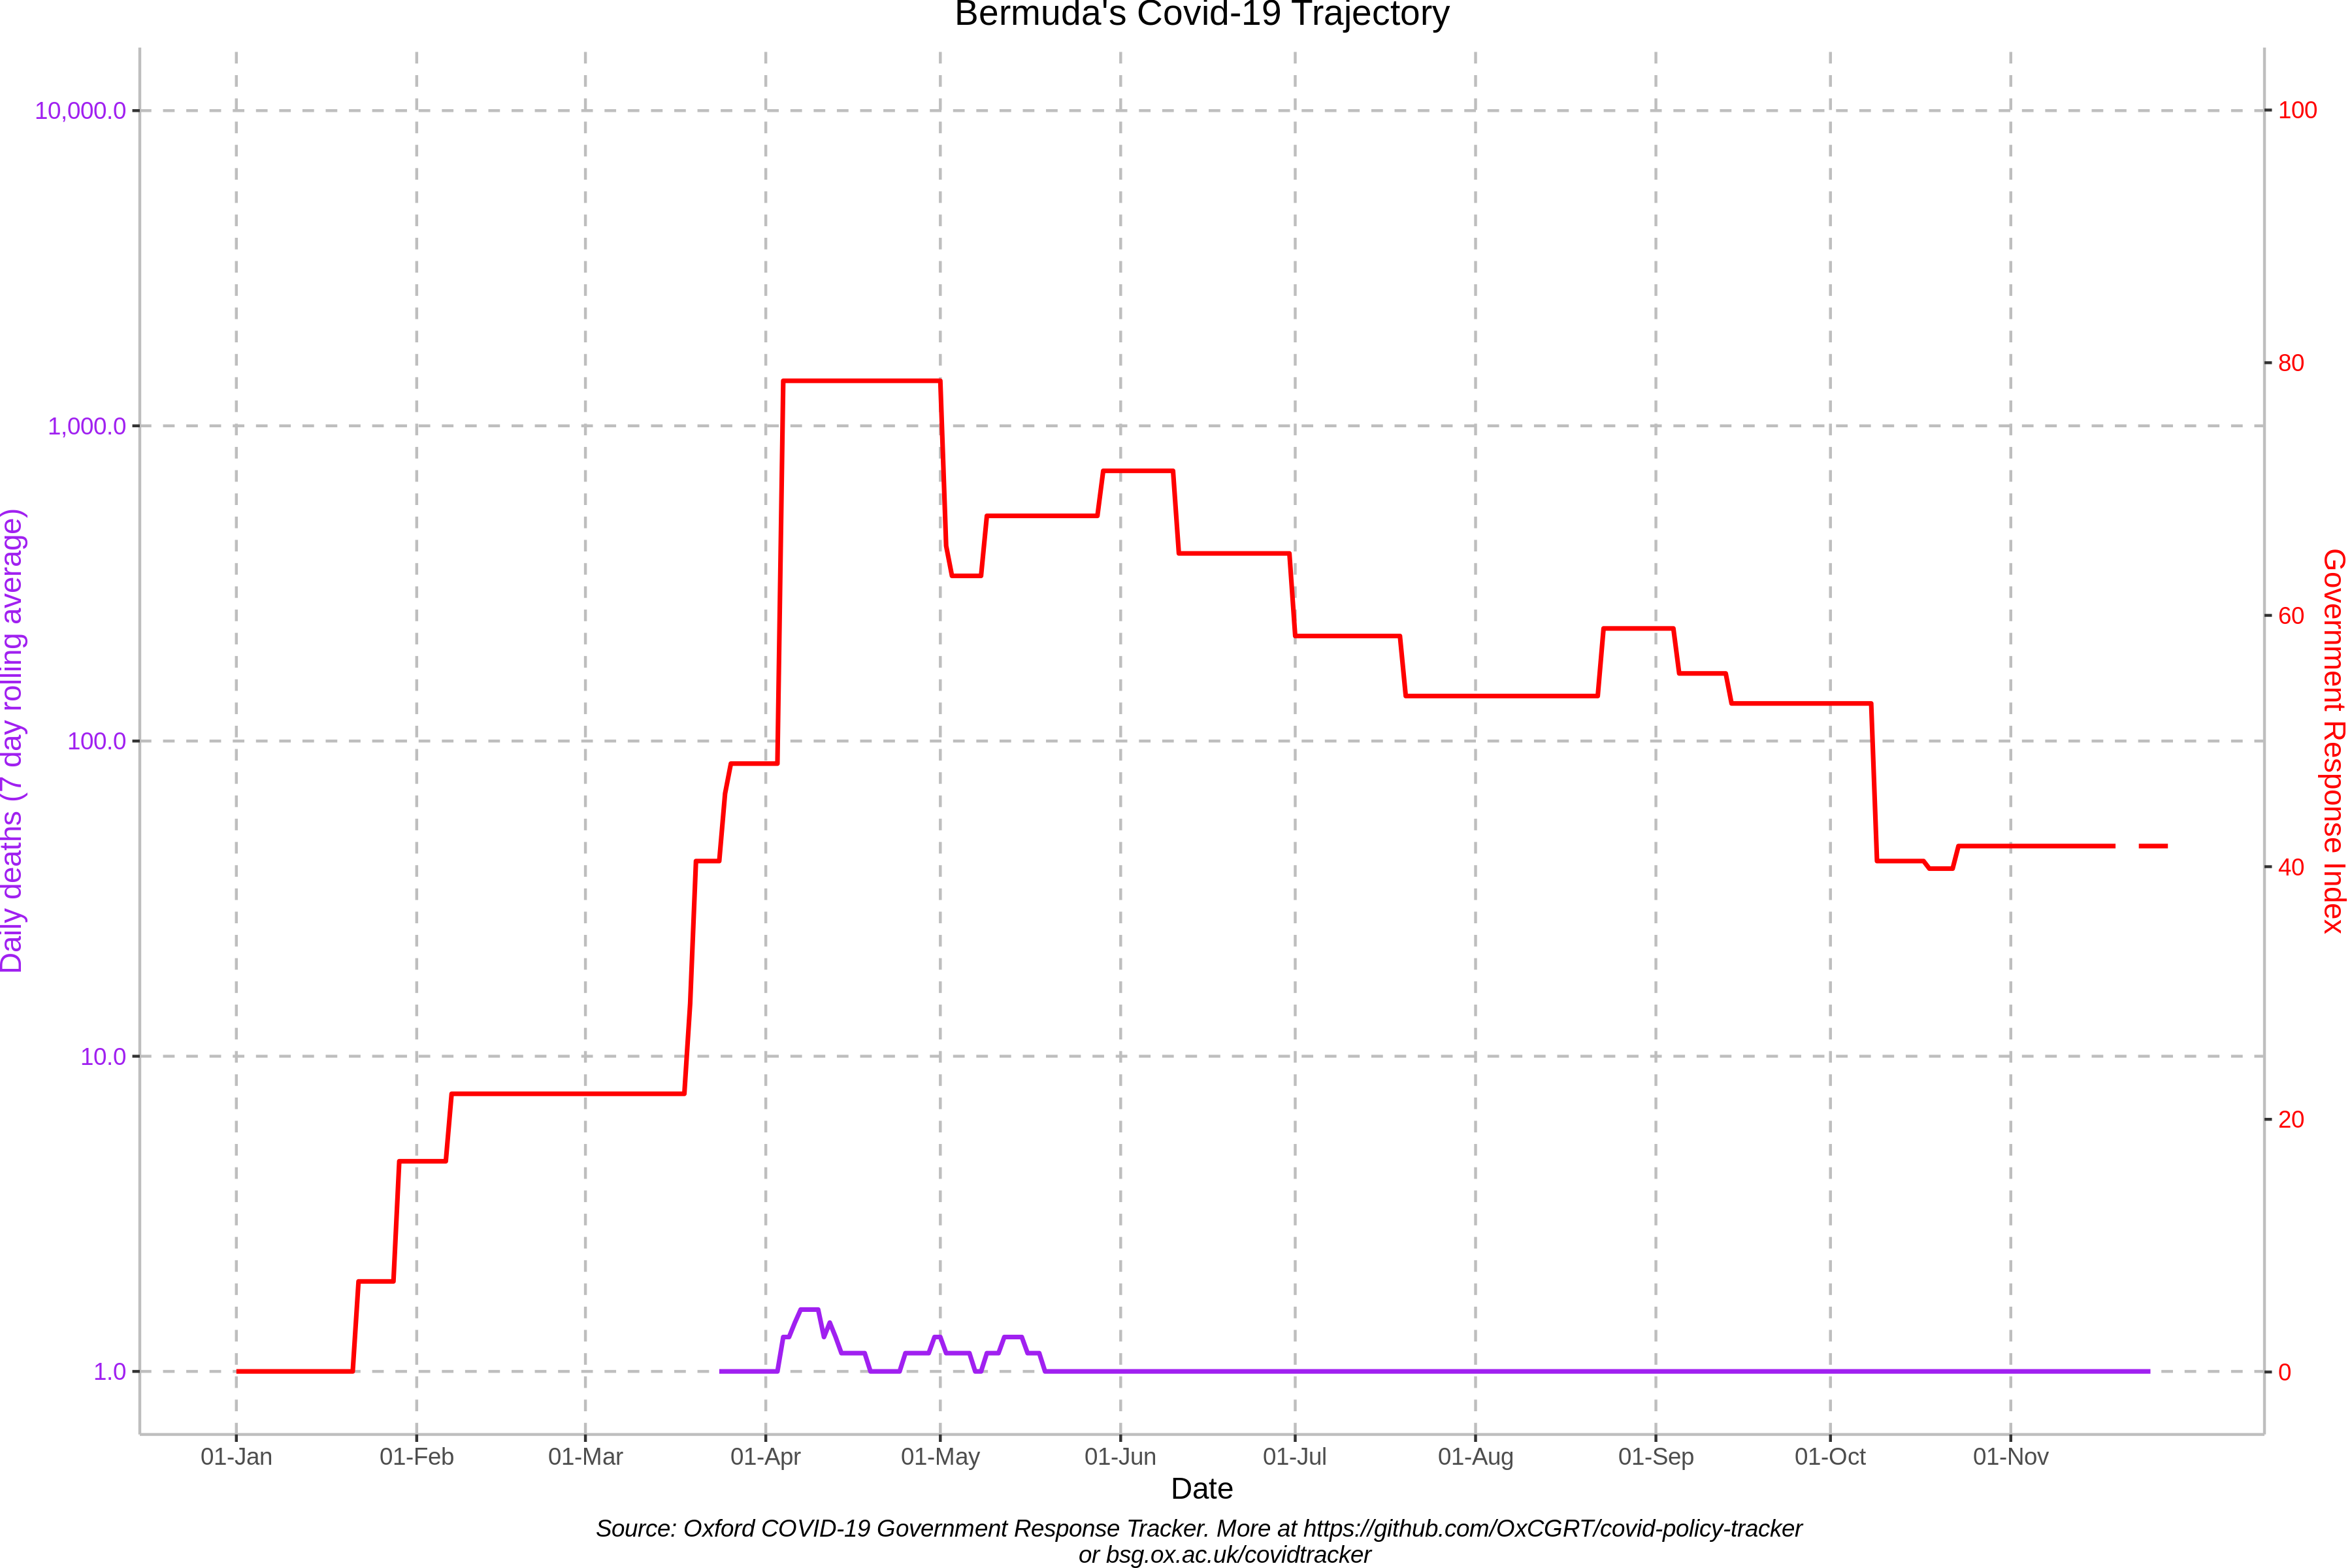 Bermuda's Covid-19 Trajectory
10,000.0
1,000.0
100.0
10.0
1.0
Daily deaths (7 day rolling average)
100
80
60
40
20
0
Government Response Index
01-Jan 01-Feb 01-Mar 01-Apr 01-May 01-Jun 01-Jul 01-Aug 01-Sep 01-Oct 01-Nov
Date
Source: Oxford COVID-19 Government Response Tracker. More at https://github.com/OxCGRT/covid-policy-tracker
or bsg.ox.ac.uk/covidtracker